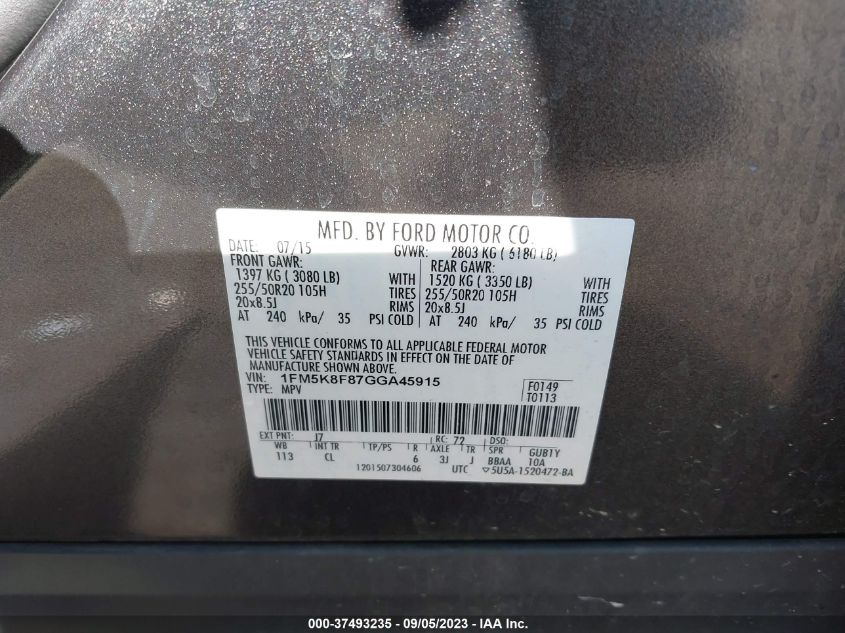 MFD. BY FORD MOTOR CO.
DATE: 07/15 GVWR: 2803 KG ( 6180 LB)
FRONT GAWR: REAR GAWR:
1397 KG ( 3080 LB) WITH 1520 KG ( 3350 LB) WITH
255/50R20 105H TIRES 255/50R20 105H TIRES
20x8.5J RIMS 20x8.5J RIMS
AT 240 kPa/ 35 PSI COLD AT 240 kPa/ 35 PSI COLD
THIS VEHICLE CONFORMS TO ALL APPLICABLE FEDERAL MOTOR
VEHICLE SAFETY STANDARDS IN EFFECT ON THE DATE OF
MANUFACTURE SHOWN ABOVE.
VIN: 1FM5K8F87GGA45915 F0149
TYPE: MPV T0113
EXT PNT: J7 RC: 72 DSO:
WB INT TR TP/PS R AXLE TR SPR GUB1Y
113 CL 6 3J J BBAA 10A
1201507304606 UTC ▽5U5A-1520472-BA
000-37493235 - 09/05/2023 - IAA Inc.